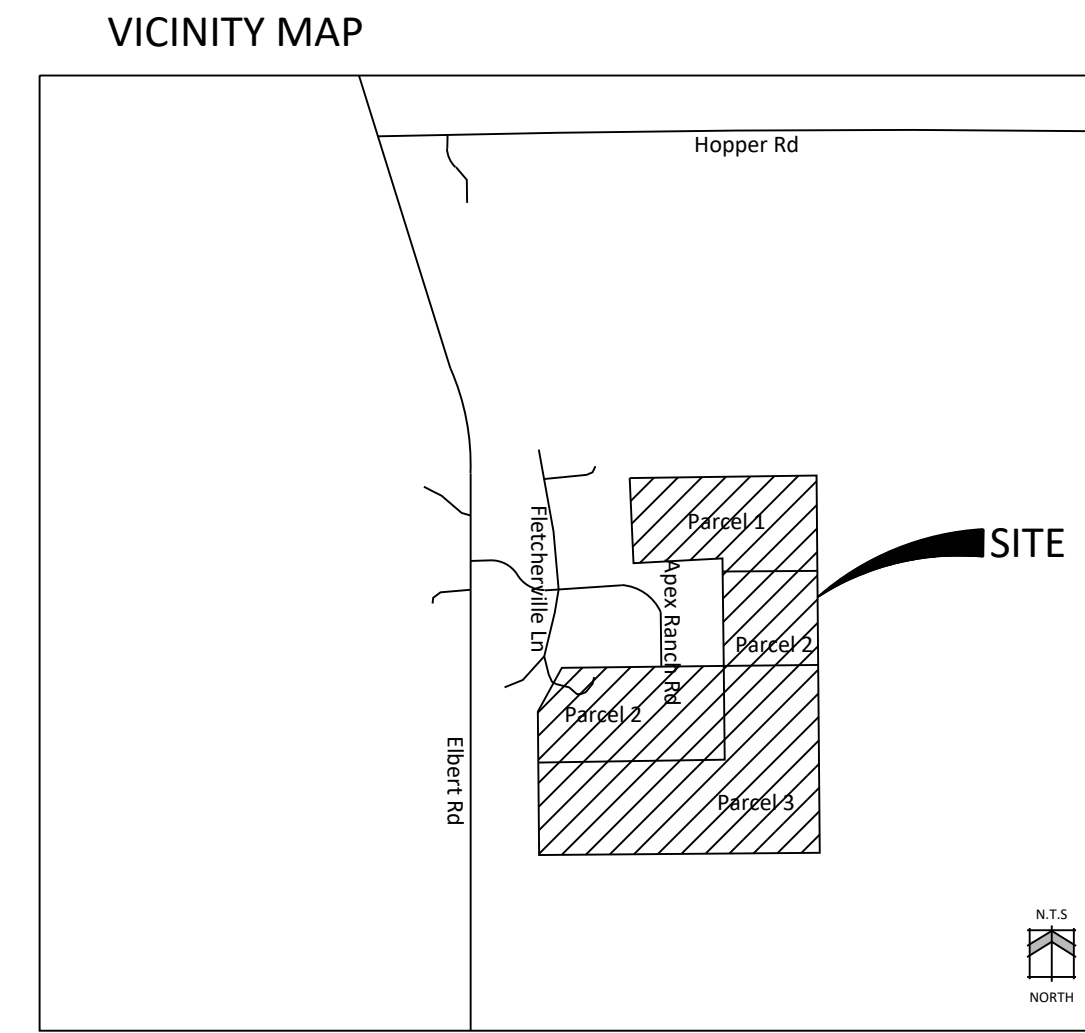 VICINITY MAP
Hopper Rd
Parcel 1
Fletcherville Ln
SITE
Apex Ranch Rd
Parcel 2
Parcel 2
Elbert Rd
Parcel 3
N.T.S
NORTH